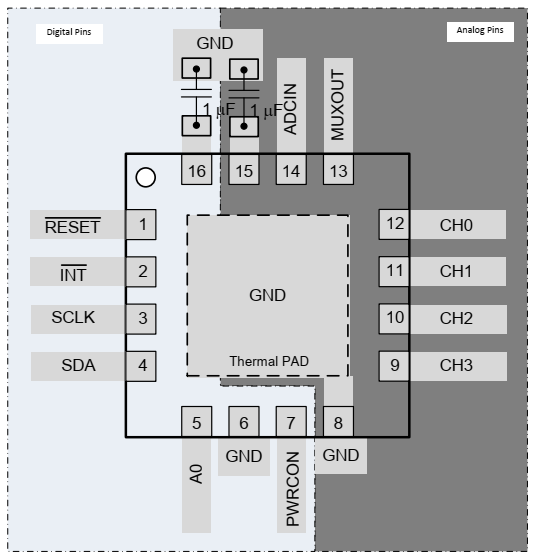 Digital Pins
Analog Pins
GND
1 µF
1 µF
ADCIN
MUXOUT
16
15
14
13
RESET
1
12
CH0
INT
2
11
CH1
SCLK
3
10
CH2
SDA
4
9
CH3
GND
Thermal PAD
5
6
7
8
A0
GND
PWRCON
GND